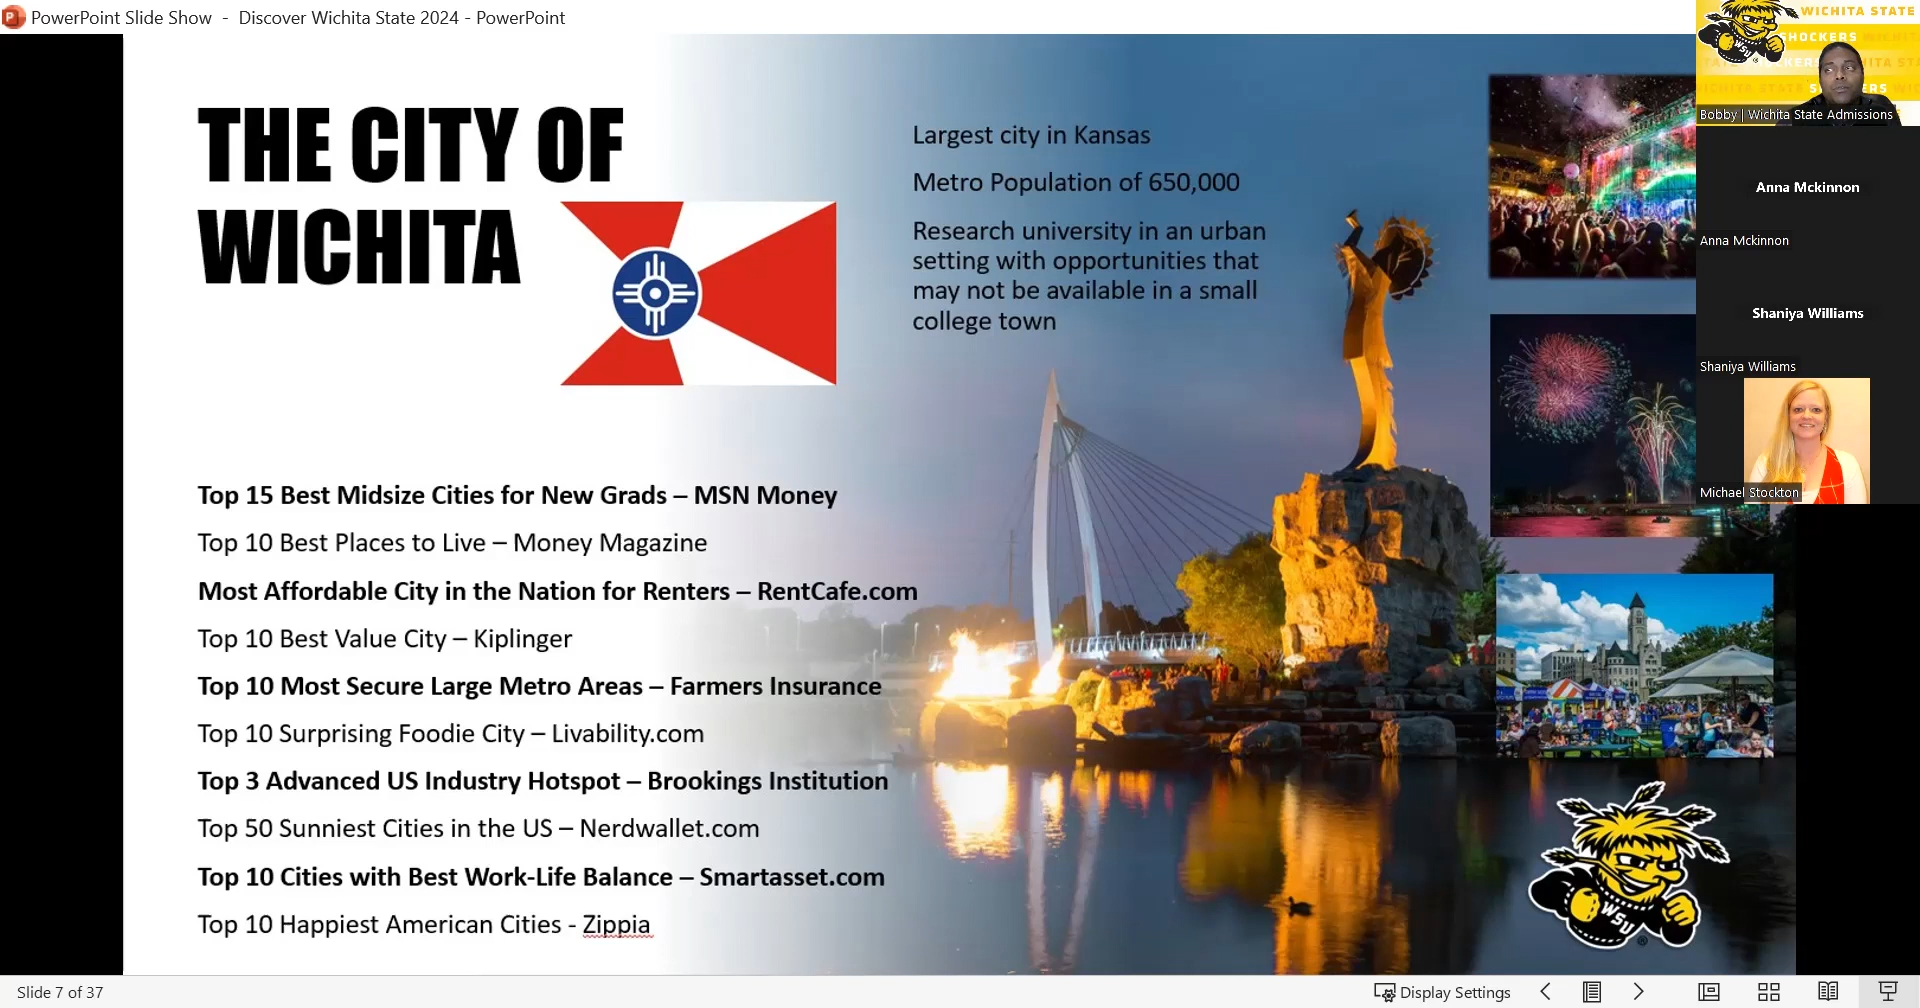 PowerPoint Slide Show - Discover Wichita State 2024 - PowerPoint
THE CITY OF
WICHITA
Largest city in Kansas
Metro Population of 650,000
Research university in an urban
setting with opportunities that
may not be available in a small
college town
Top 15 Best Midsize Cities for New Grads – MSN Money
Top 10 Best Places to Live – Money Magazine
Most Affordable City in the Nation for Renters – RentCafe.com
Top 10 Best Value City – Kiplinger
Top 10 Most Secure Large Metro Areas – Farmers Insurance
Top 10 Surprising Foodie City – Livability.com
Top 3 Advanced US Industry Hotspot – Brookings Institution
Top 50 Sunniest Cities in the US – Nerdwallet.com
Top 10 Cities with Best Work-Life Balance – Smartasset.com
Top 10 Happiest American Cities - Zippia
WSU
®
WICHITA STATE
SHOCKERS
WSU
Bobby | Wichita State Admissions
Anna Mckinnon
Anna Mckinnon
Shaniya Williams
Shaniya Williams
Michael Stockton
Slide 7 of 37
Display Settings